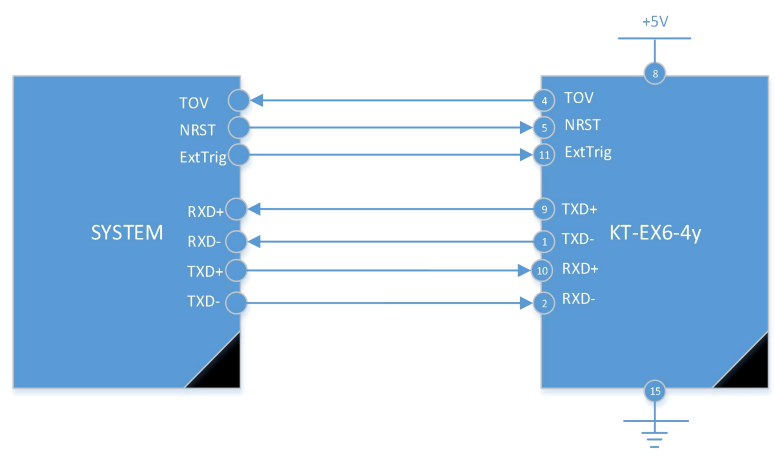 +5V
8
TOV 4 TOV
NRST 5 NRST
ExtTrig 11 ExtTrig
RXD+ 9 TXD+
SYSTEM RXD- 1 TXD- KT-EX6-4y
TXD+ 10 RXD+
TXD- 2 RXD-
15